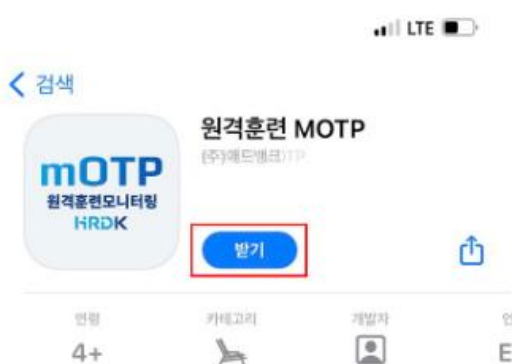 LTE
검색
원격훈련 MOTP
(주)애드뱅크)TP
mOTP
원격훈련모니터링
HRDK
받기
연령
카테고리
개발자
4+